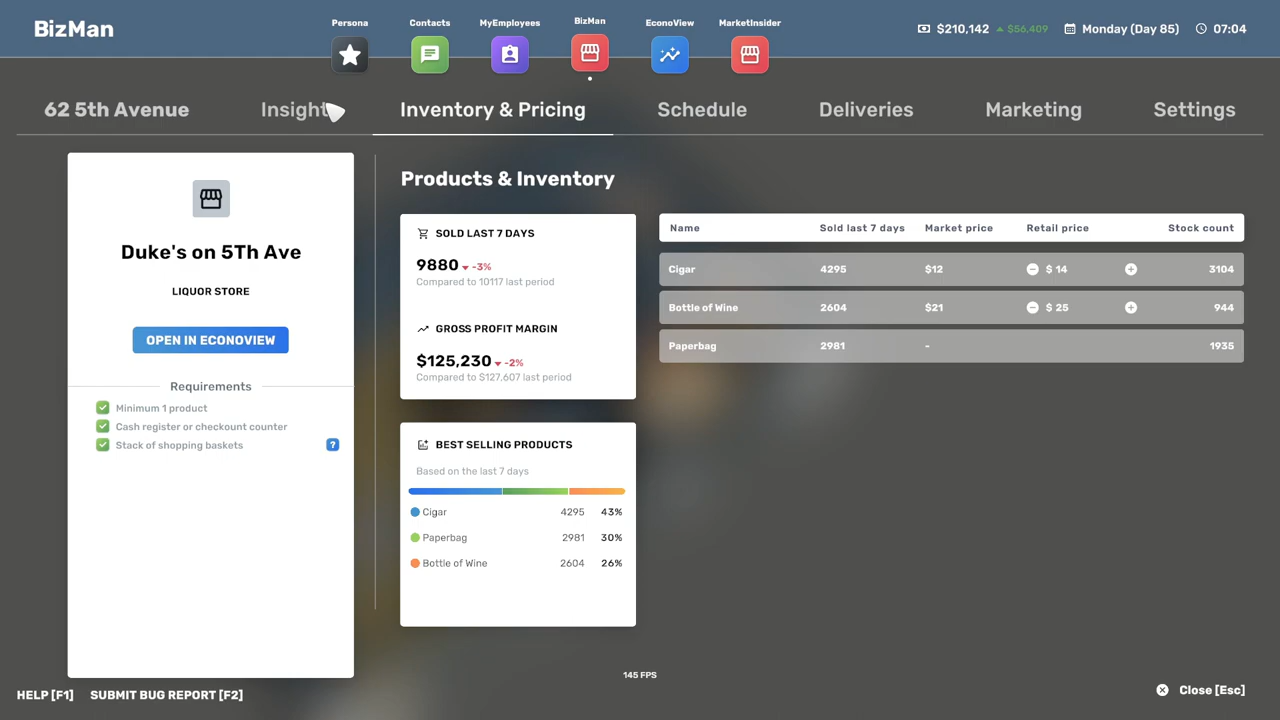 BizMan
Persona
Contacts
MyEmployees
BizMan
EconoView
MarketInsider
$210,142 $56,409 Monday (Day 85) 07:04
62 5th Avenue
Insight
Inventory & Pricing
Schedule
Deliveries
Marketing
Settings
Duke's on 5Th Ave
LIQUOR STORE
OPEN IN ECONOVIEW
Requirements
Minimum 1 product
Cash register or checkount counter
Stack of shopping baskets ?
Products & Inventory
SOLD LAST 7 DAYS
9880 -3%
Compared to 10117 last period
GROSS PROFIT MARGIN
$125,230 -2%
Compared to $127,607 last period
BEST SELLING PRODUCTS
Based on the last 7 days
Cigar 4295 43%
Paperbag 2981 30%
Bottle of Wine 2604 26%
Name Sold last 7 days Market price Retail price Stock count
Cigar 4295 $12 $ 14 3104
Bottle of Wine 2604 $21 $ 25 944
Paperbag 2981 - 1935
145 FPS
HELP [F1] SUBMIT BUG REPORT [F2]
Close [Esc]